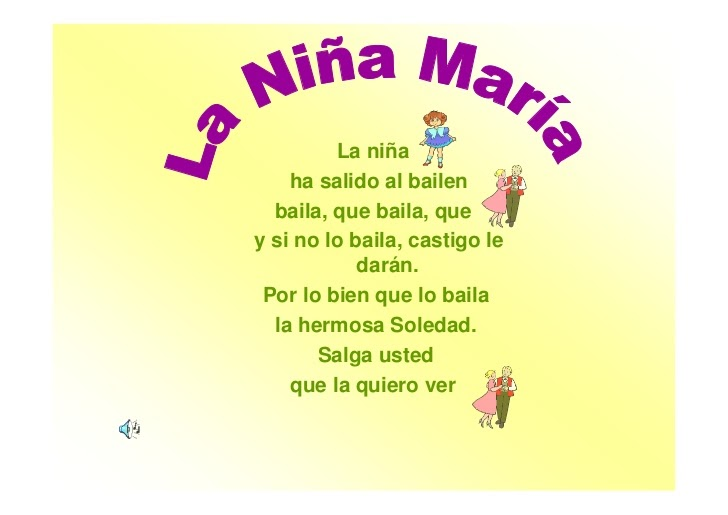 La Niña María
La niña
ha salido al bailen
baila, que baila, que
y si no lo baila, castigo le
darán.
Por lo bien que lo baila
la hermosa Soledad.
Salga usted
que la quiero ver